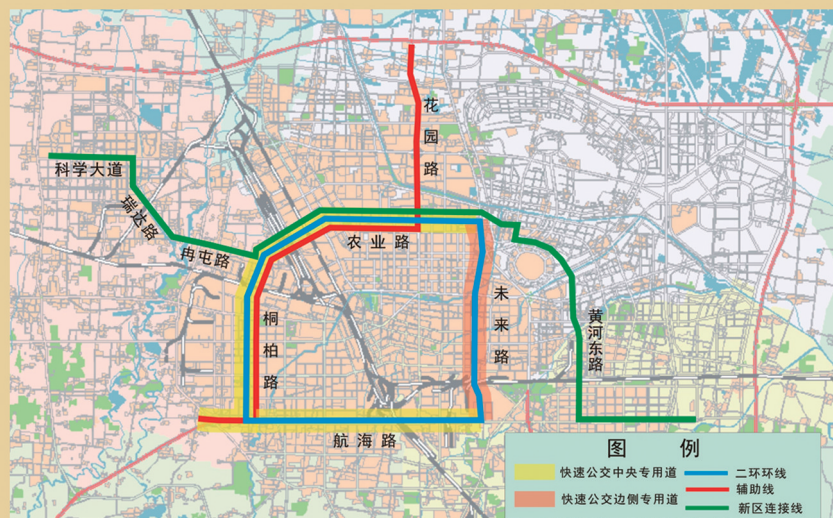 花园路
科学大道
瑞达路
冉屯路
农业路
未来路
桐柏路
黄河东路
航海路
图例
快速公交中央专用道
二环环线
辅助线
快速公交边侧专用道
新区连接线